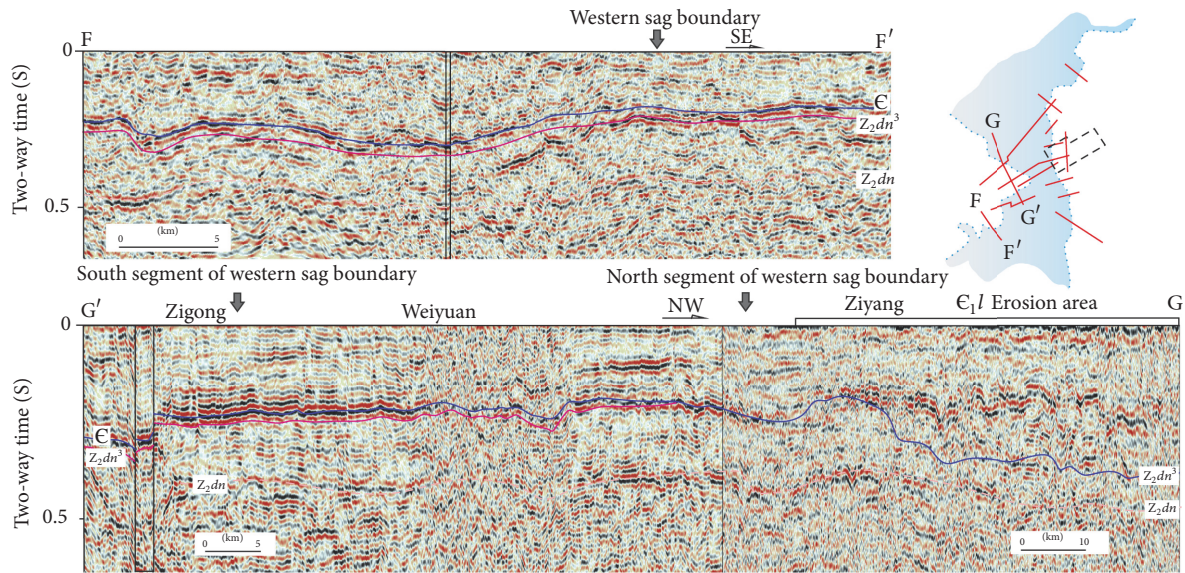 Western sag boundary
F
SE
F′
0
Є
Z₂dn³
Z₂dn
0.5
Two-way time (S)
(km)
0 5
G
F
G′
F′
South segment of western sag boundary
North segment of western sag boundary
G′
Zigong
Weiyuan
NW
Ziyang
Є₁l Erosion area
G
0
Є
Z₂dn³
Z₂dn
Z₂dn³
Z₂dn
0.5
Two-way time (S)
(km)
0 5
(km)
0 10